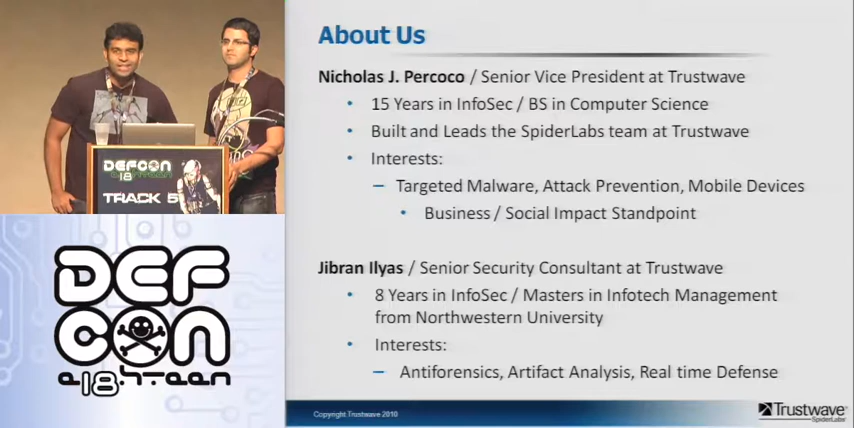 DEFCON
18
TRACK 5
DEF
CON
e18hteen
About Us
Nicholas J. Percoco / Senior Vice President at Trustwave
• 15 Years in InfoSec / BS in Computer Science
• Built and Leads the SpiderLabs team at Trustwave
• Interests:
– Targeted Malware, Attack Prevention, Mobile Devices
• Business / Social Impact Standpoint
Jibran Ilyas / Senior Security Consultant at Trustwave
• 8 Years in InfoSec / Masters in Infotech Management
from Northwestern University
• Interests:
– Antiforensics, Artifact Analysis, Real time Defense
Copyright Trustwave 2010
Trustwave®
SpiderLabs